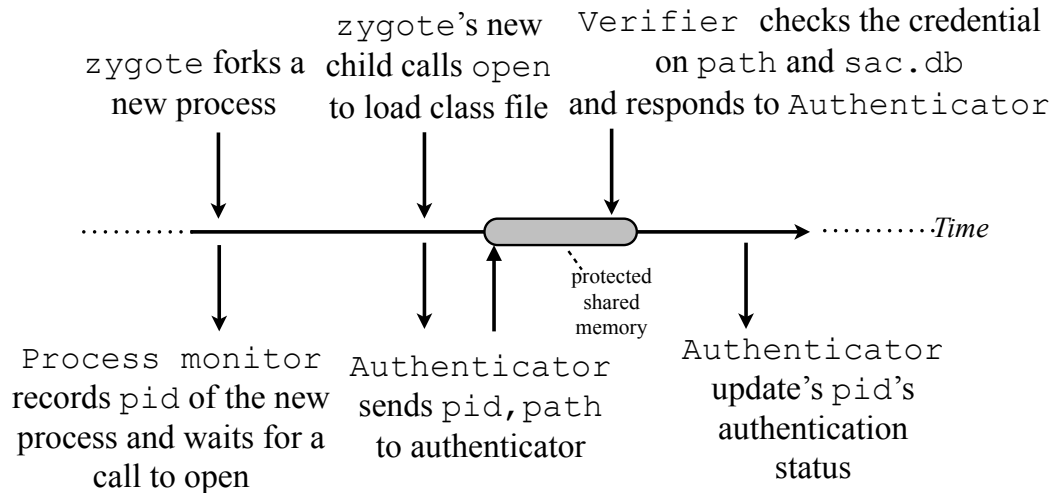 zygote forks a
new process
zygote's new
child calls open
to load class file
Verifier checks the credential
on path and sac.db
and responds to Authenticator
Time
protected
shared
memory
Process monitor
records pid of the new
process and waits for a
call to open
Authenticator
sends pid,path
to authenticator
Authenticator
update's pid's
authentication
status